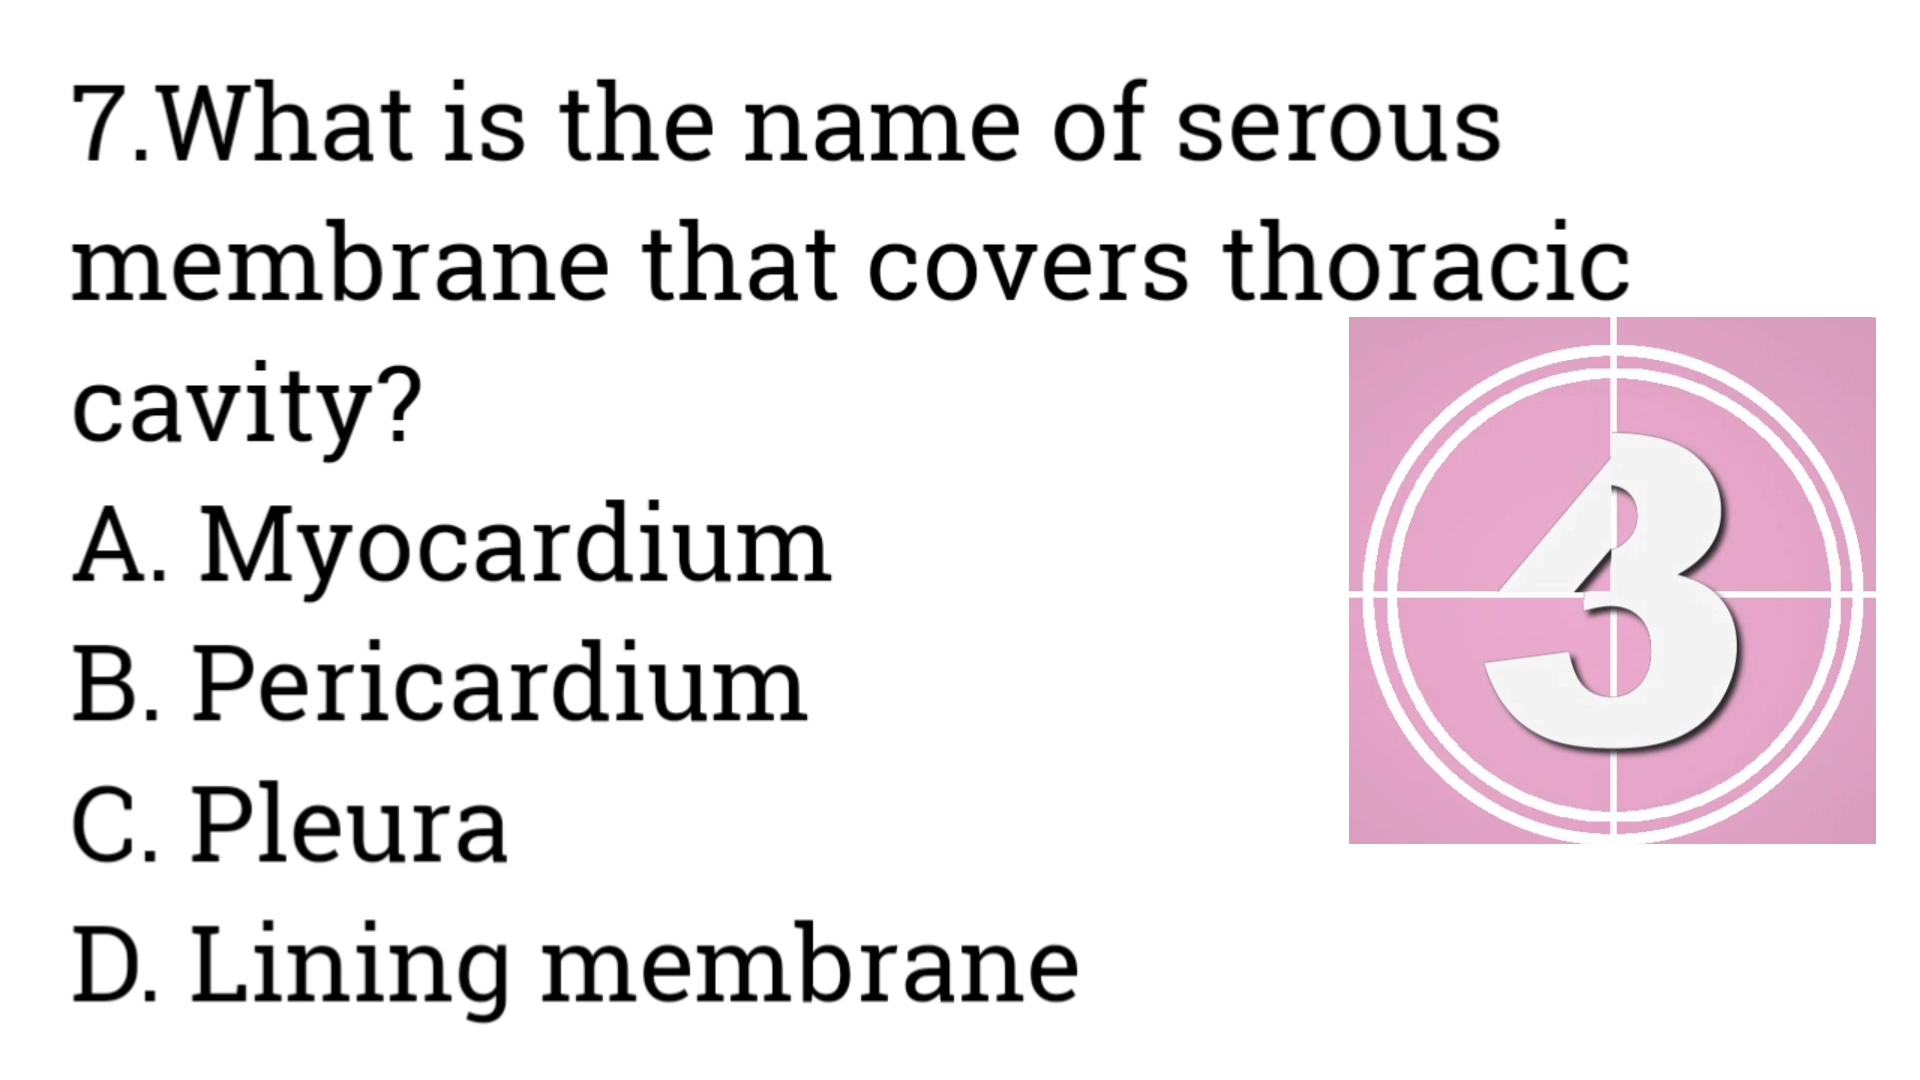 7.What is the name of serous
membrane that covers thoracic
cavity?
A. Myocardium
B. Pericardium
C. Pleura
D. Lining membrane
3